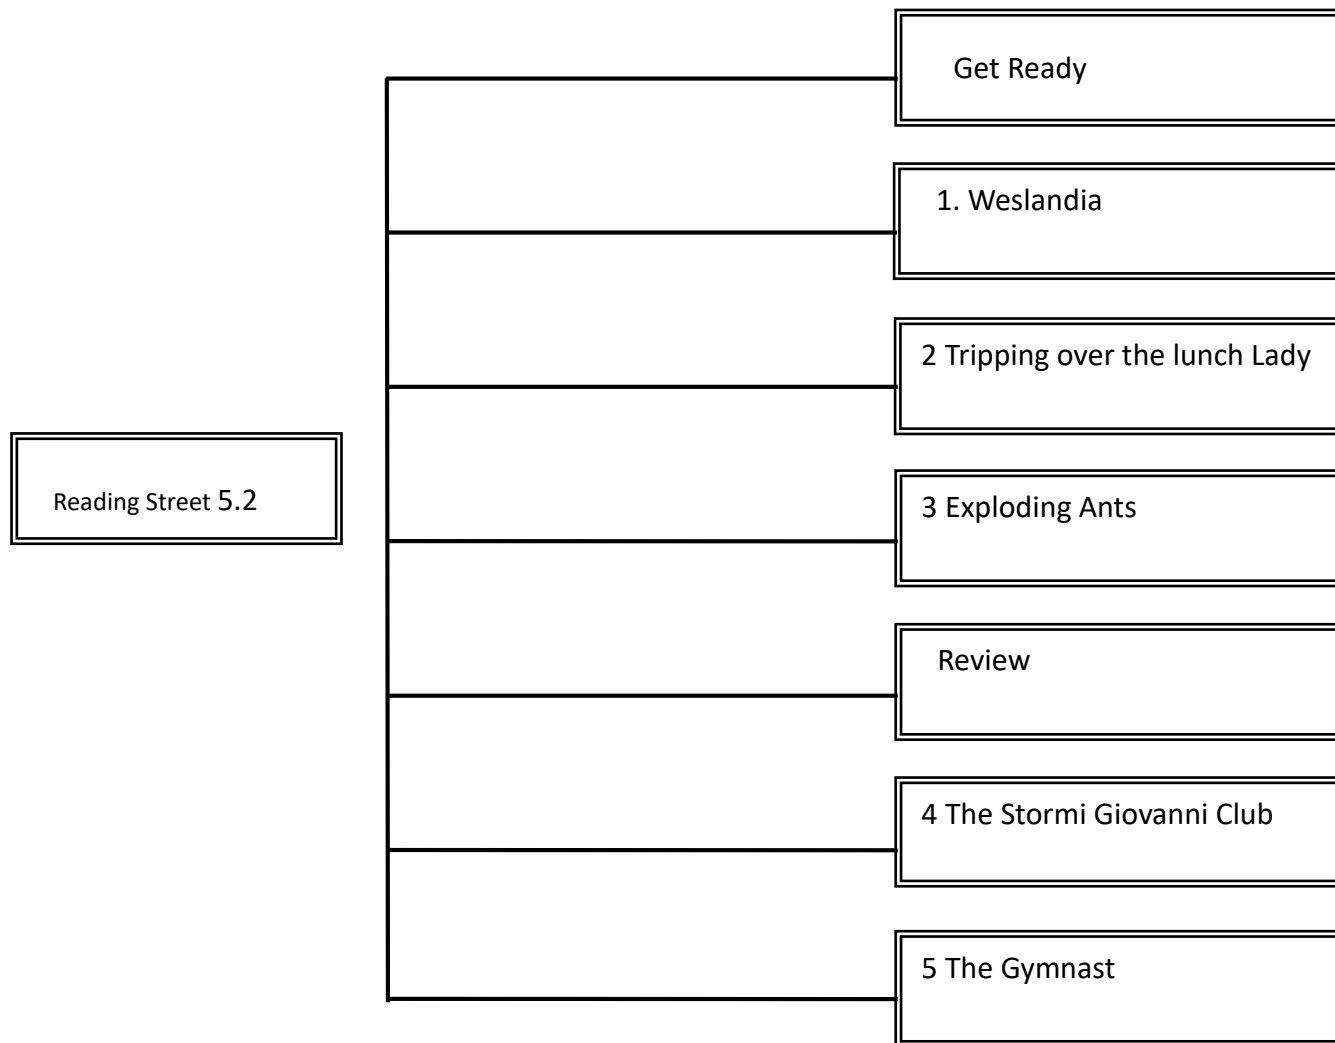 Reading Street 5.2
Get Ready
1. Weslandia
2 Tripping over the lunch Lady
3 Exploding Ants
Review
4 The Stormi Giovanni Club
5 The Gymnast